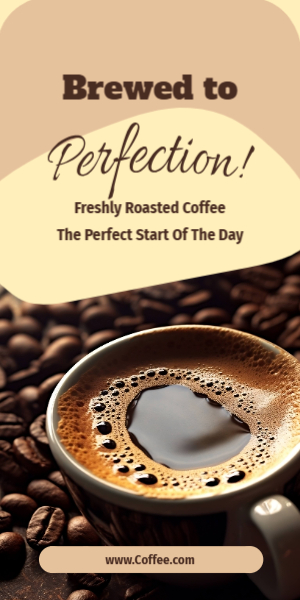 Brewed to
Perfection!
Freshly Roasted Coffee
The Perfect Start Of The Day
www.Coffee.com